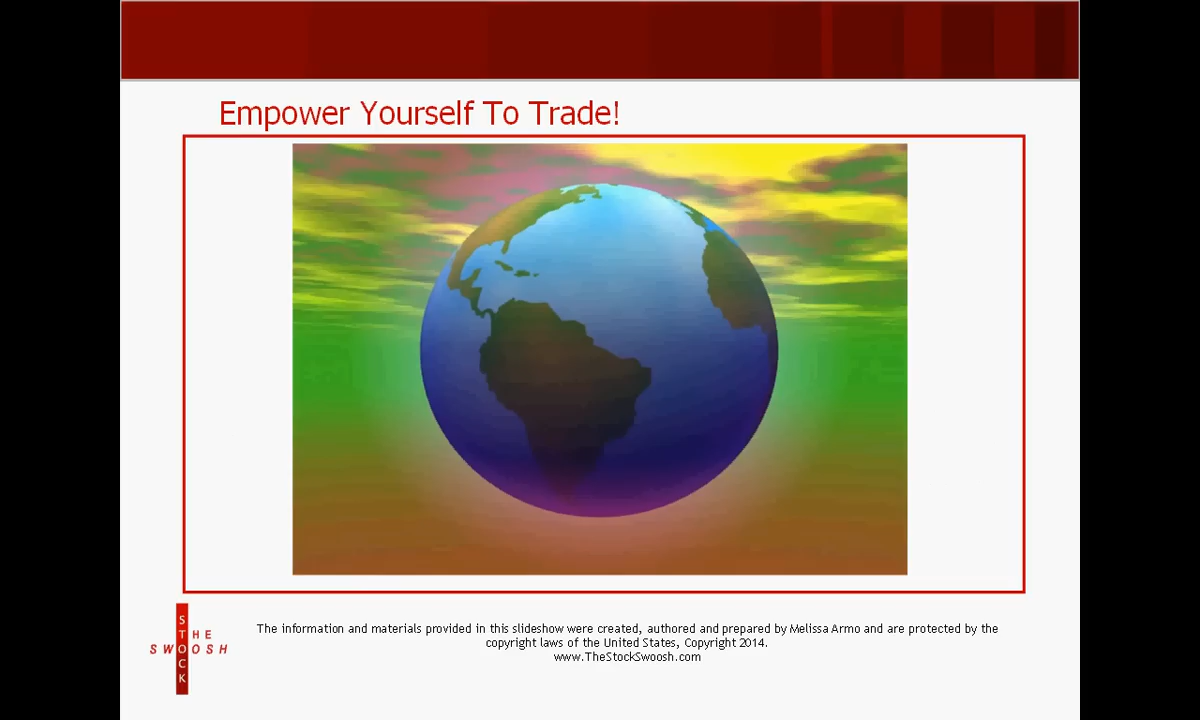 Empower Yourself To Trade!
THE
STOCK
SWOOSH
The information and materials provided in this slideshow were created, authored and prepared by Melissa Armo and are protected by the
copyright laws of the United States, Copyright 2014.
www.TheStockSwoosh.com